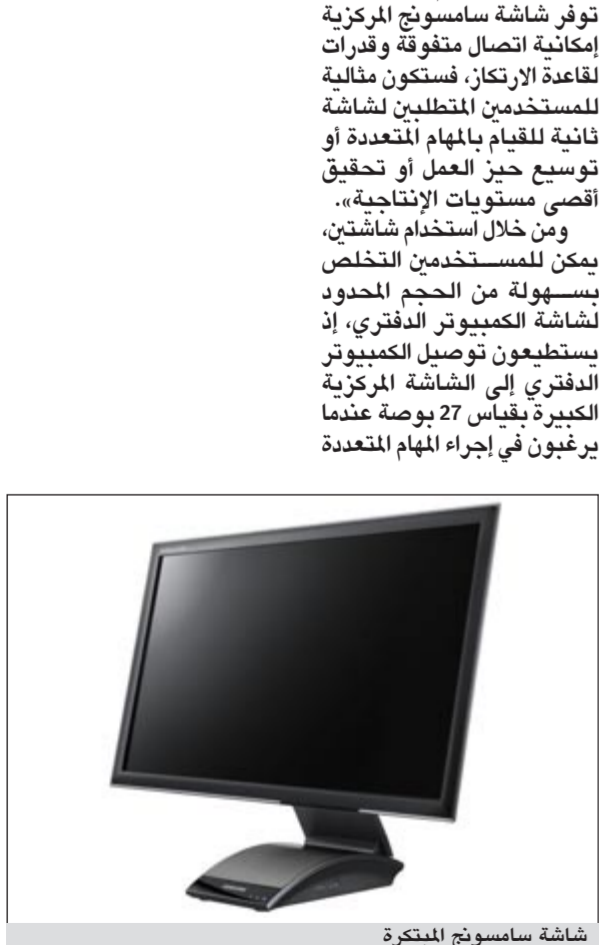 توفر شاشة سامسونج المركزية
إمكانية اتصال متفوقة وقدرات
لقاعدة الارتكاز، فستكون مثالية
للمستخدمين المتطلبين لشاشة
ثانية للقيام بالمهام المتعددة أو
توسيع حيز العمل أو تحقيق
أقصى مستويات الإنتاجية».
ومن خلال استخدام شاشتين،
يمكن للمستخدمين التخلص
بسهولة من الحجم المحدود
لشاشة الكمبيوتر الدفتري، إذ
يستطيعون توصيل الكمبيوتر
الدفتري إلى الشاشة المركزية
الكبيرة بقياس 27 بوصة عندما
يرغبون في إجراء المهام المتعددة
شاشة سامسونج المبتكرة